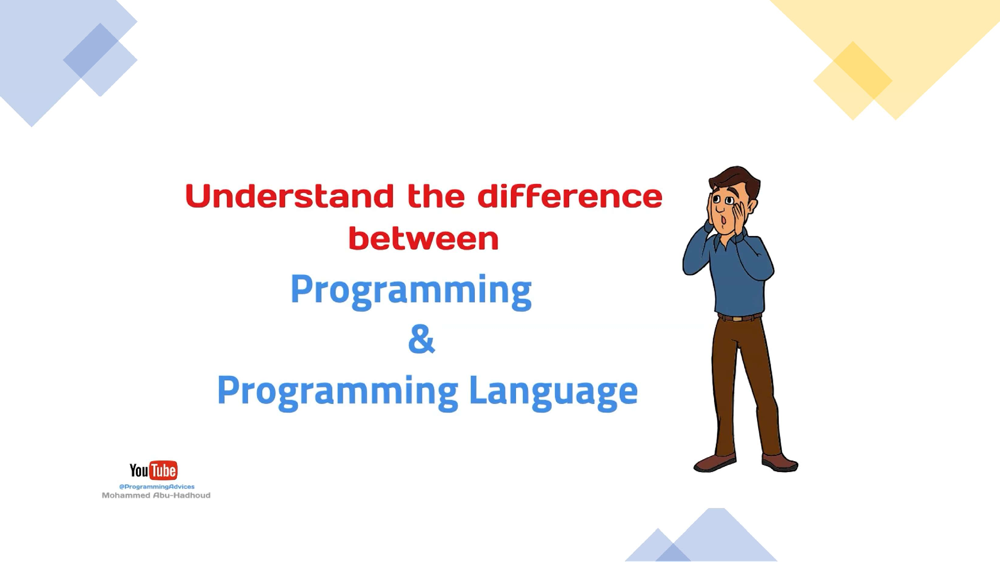 Understand the difference
between
Programming
&
Programming Language
YouTube
@ProgrammingAdvices
Mohammed Abu-Hadhoud